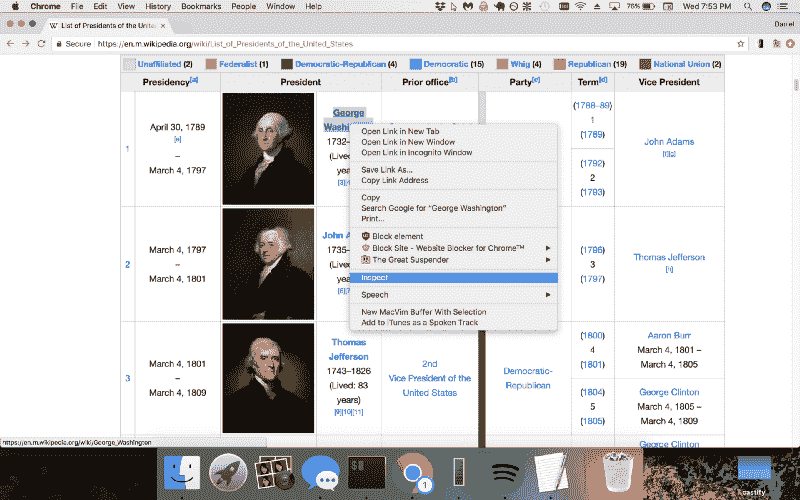 Chrome File Edit View History Bookmarks People Window Help
76% Wed 7:53 PM
List of Presidents of the Unite
Darrel
Secure https://en.m.wikipedia.org/wiki/List_of_Presidents_of_the_United_States
Unaffiliated (2) Federalist (1) Democratic-Republican (4) Democratic (15) Whig (4) Republican (19) National Union (2)
Presidency[a] President Prior office[b] Party[c] Term[d] Vice President
1
April 30, 1789
[e]
–
March 4, 1797
George
Washin
1732–
(Lived:
yea
(1788–89)
1
(1789)
(1792)
2
(1793)
John Adams
2
March 4, 1797
–
March 4, 1801
John A
1735–
(Lived:
yea
(1796)
3
(1797)
Thomas Jefferson
3
March 4, 1801
–
March 4, 1809
Thomas
Jefferson
1743–1826
(Lived: 83
years)
[9][10][11]
2nd
Vice President of the
United States
Democratic-
Republican
(1800)
4
(1801)
Aaron Burr
March 4, 1801 –
March 4, 1805
(1804)
5
(1805)
George Clinton
March 4, 1805 –
March 4, 1809
George Clinton
Open Link in New Tab
Open Link in New Window
Open Link in Incognito Window
Save Link As...
Copy Link Address
Copy
Search Google for “George Washington”
Print...
Block element
Block Site - Website Blocker for Chrome™
The Great Suspender
Inspect
Speech
New MacVim Buffer With Selection
Add to iTunes as a Spoken Track
https://en.m.wikipedia.org/wiki/George_Washington
1